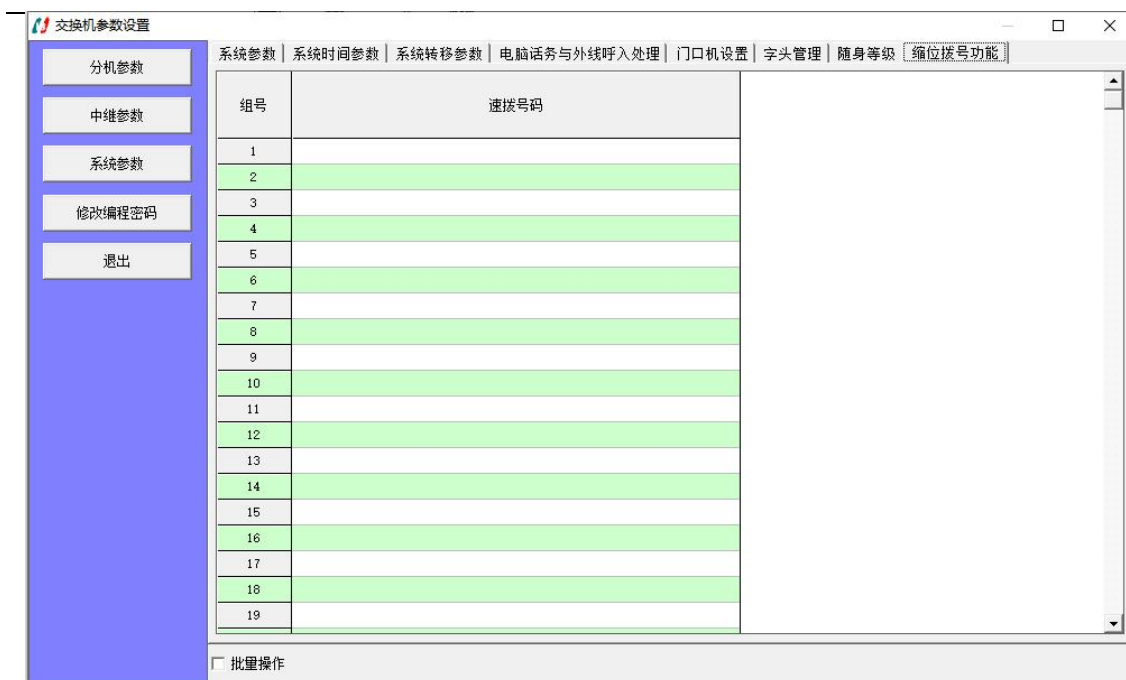 交换机参数设置
分机参数
中继参数
系统参数
修改编程密码
退出
系统参数 系统时间参数 系统转移参数 电脑话务与外线呼入处理 门口机设置 字头管理 随身等级 缩位拨号功能
组号 速拨号码
1
2
3
4
5
6
7
8
9
10
11
12
13
14
15
16
17
18
19
批量操作